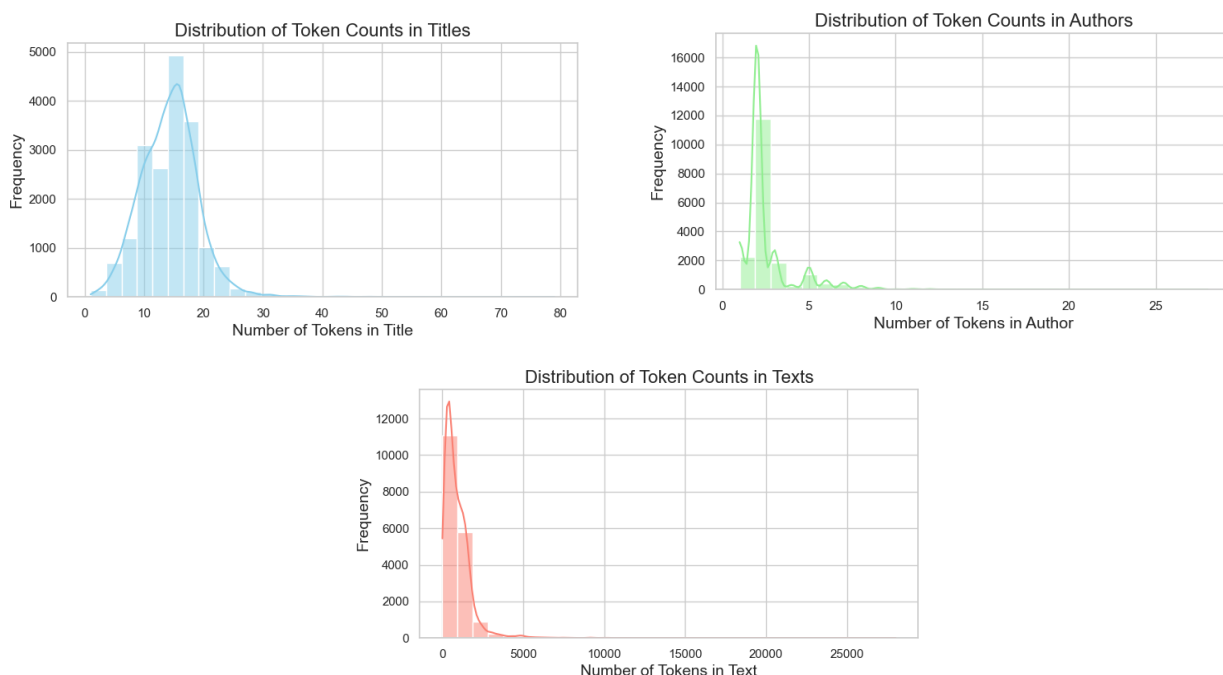 Distribution of Token Counts in Titles
5000
4000
3000
2000
1000
0
Frequency
0 10 20 30 40 50 60 70 80
Number of Tokens in Title
Distribution of Token Counts in Authors
16000
14000
12000
10000
8000
6000
4000
2000
0
Frequency
0 5 10 15 20 25
Number of Tokens in Author
Distribution of Token Counts in Texts
12000
10000
8000
6000
4000
2000
0
Frequency
0 5000 10000 15000 20000 25000
Number of Tokens in Text